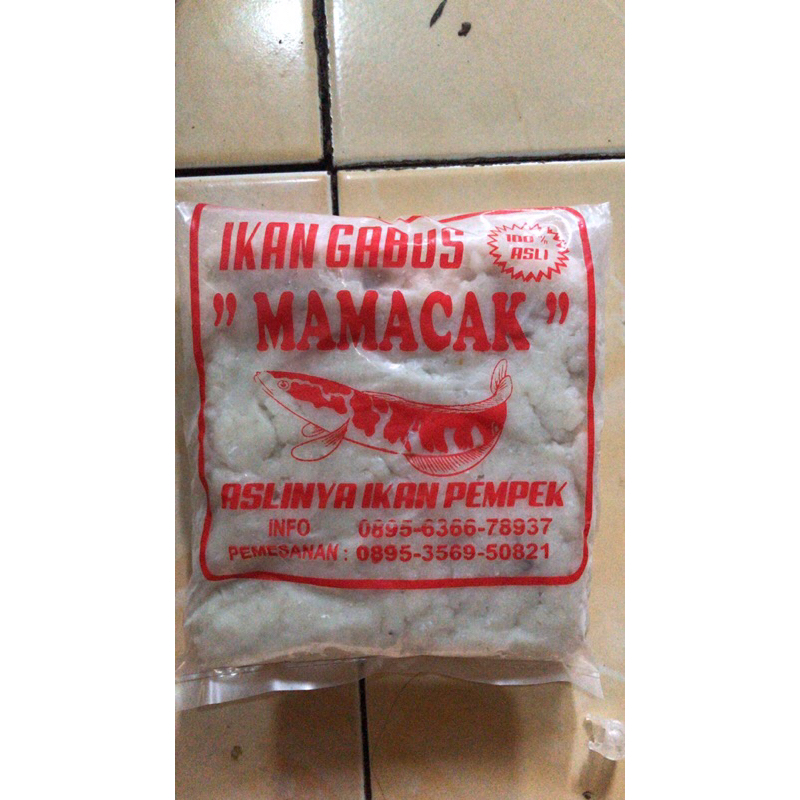 IKAN GABUS
100% ASLI
" MAMACAK "
ASLINYA IKAN PEMPEK
INFO 0895-6366-78937
PEMESANAN : 0895-3569-50821